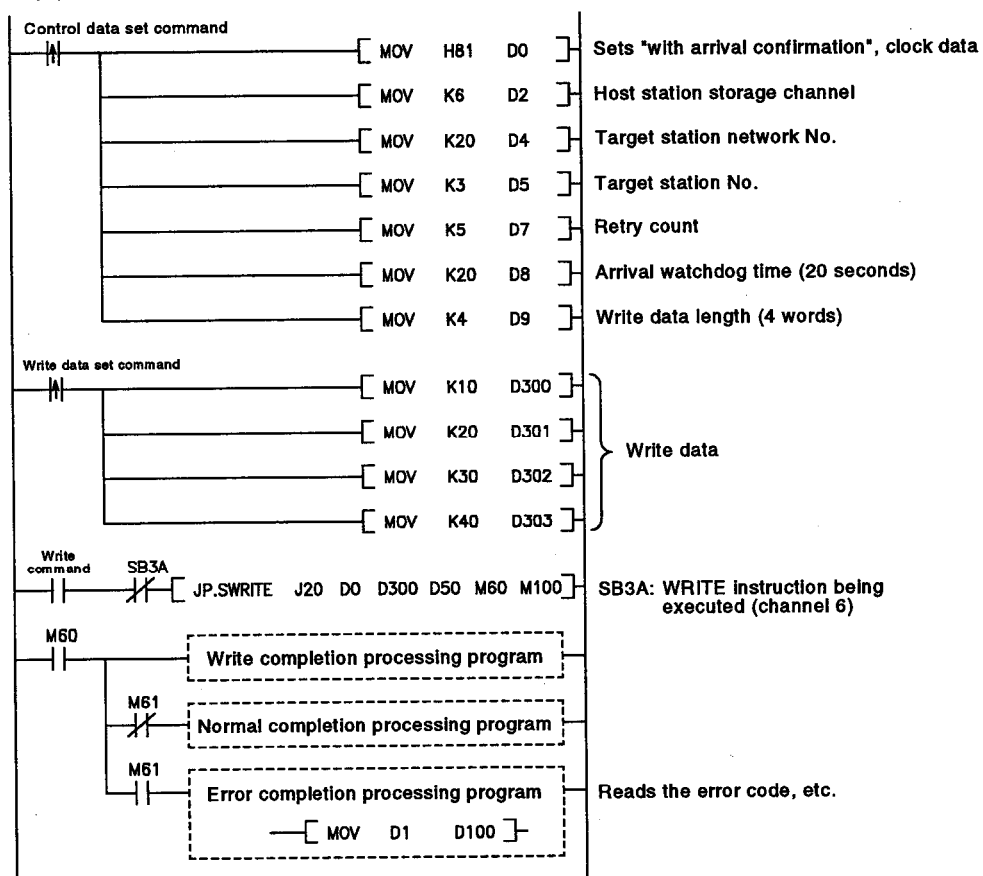 Control data set command
MOV H81 D0 Sets "with arrival confirmation", clock data
MOV K6 D2 Host station storage channel
MOV K20 D4 Target station network No.
MOV K3 D5 Target station No.
MOV K5 D7 Retry count
MOV K20 D8 Arrival watchdog time (20 seconds)
MOV K4 D9 Write data length (4 words)
Write data set command
MOV K10 D300
MOV K20 D301
Write data
MOV K30 D302
MOV K40 D303
Write
command SB3A
JP.SWRITE J20 D0 D300 D50 M60 M100 SB3A: WRITE instruction being
executed (channel 6)
M60
Write completion processing program
M61
Normal completion processing program
M61
Error completion processing program Reads the error code, etc.
MOV D1 D100